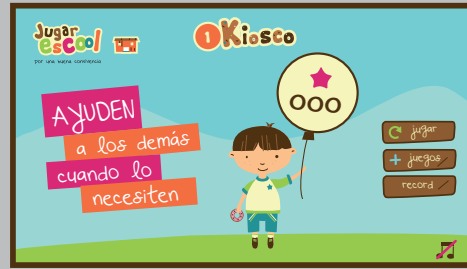 Jugar
escool
por una buena convivencia
1 Kiosco
AYUDEN
a los demás
cuando lo
necesiten
000
jugar
+ juegos
record